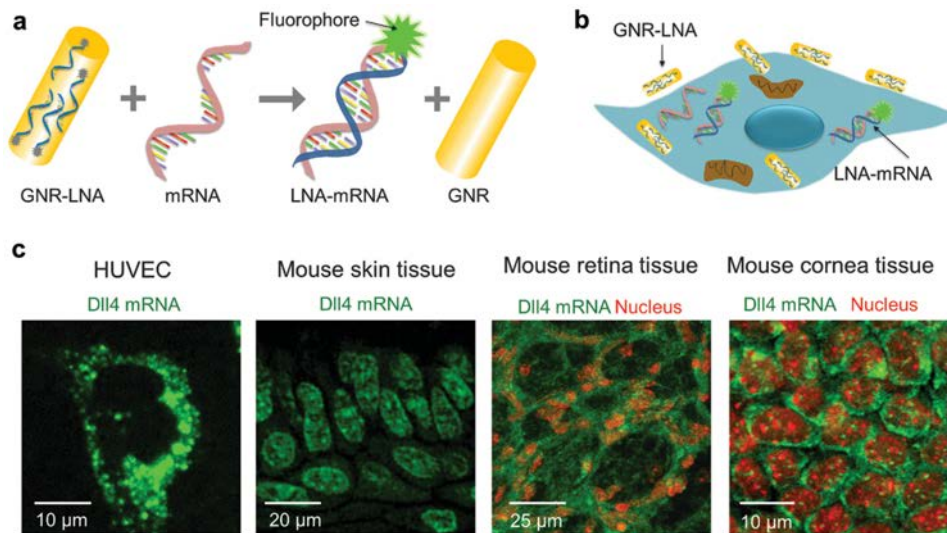 a
Fluorophore
GNR-LNA
mRNA
LNA-mRNA
GNR
b
GNR-LNA
LNA-mRNA
c
HUVEC
Dll4 mRNA
10 µm
Mouse skin tissue
Dll4 mRNA
20 µm
Mouse retina tissue
Dll4 mRNA Nucleus
25 µm
Mouse cornea tissue
Dll4 mRNA Nucleus
10 µm